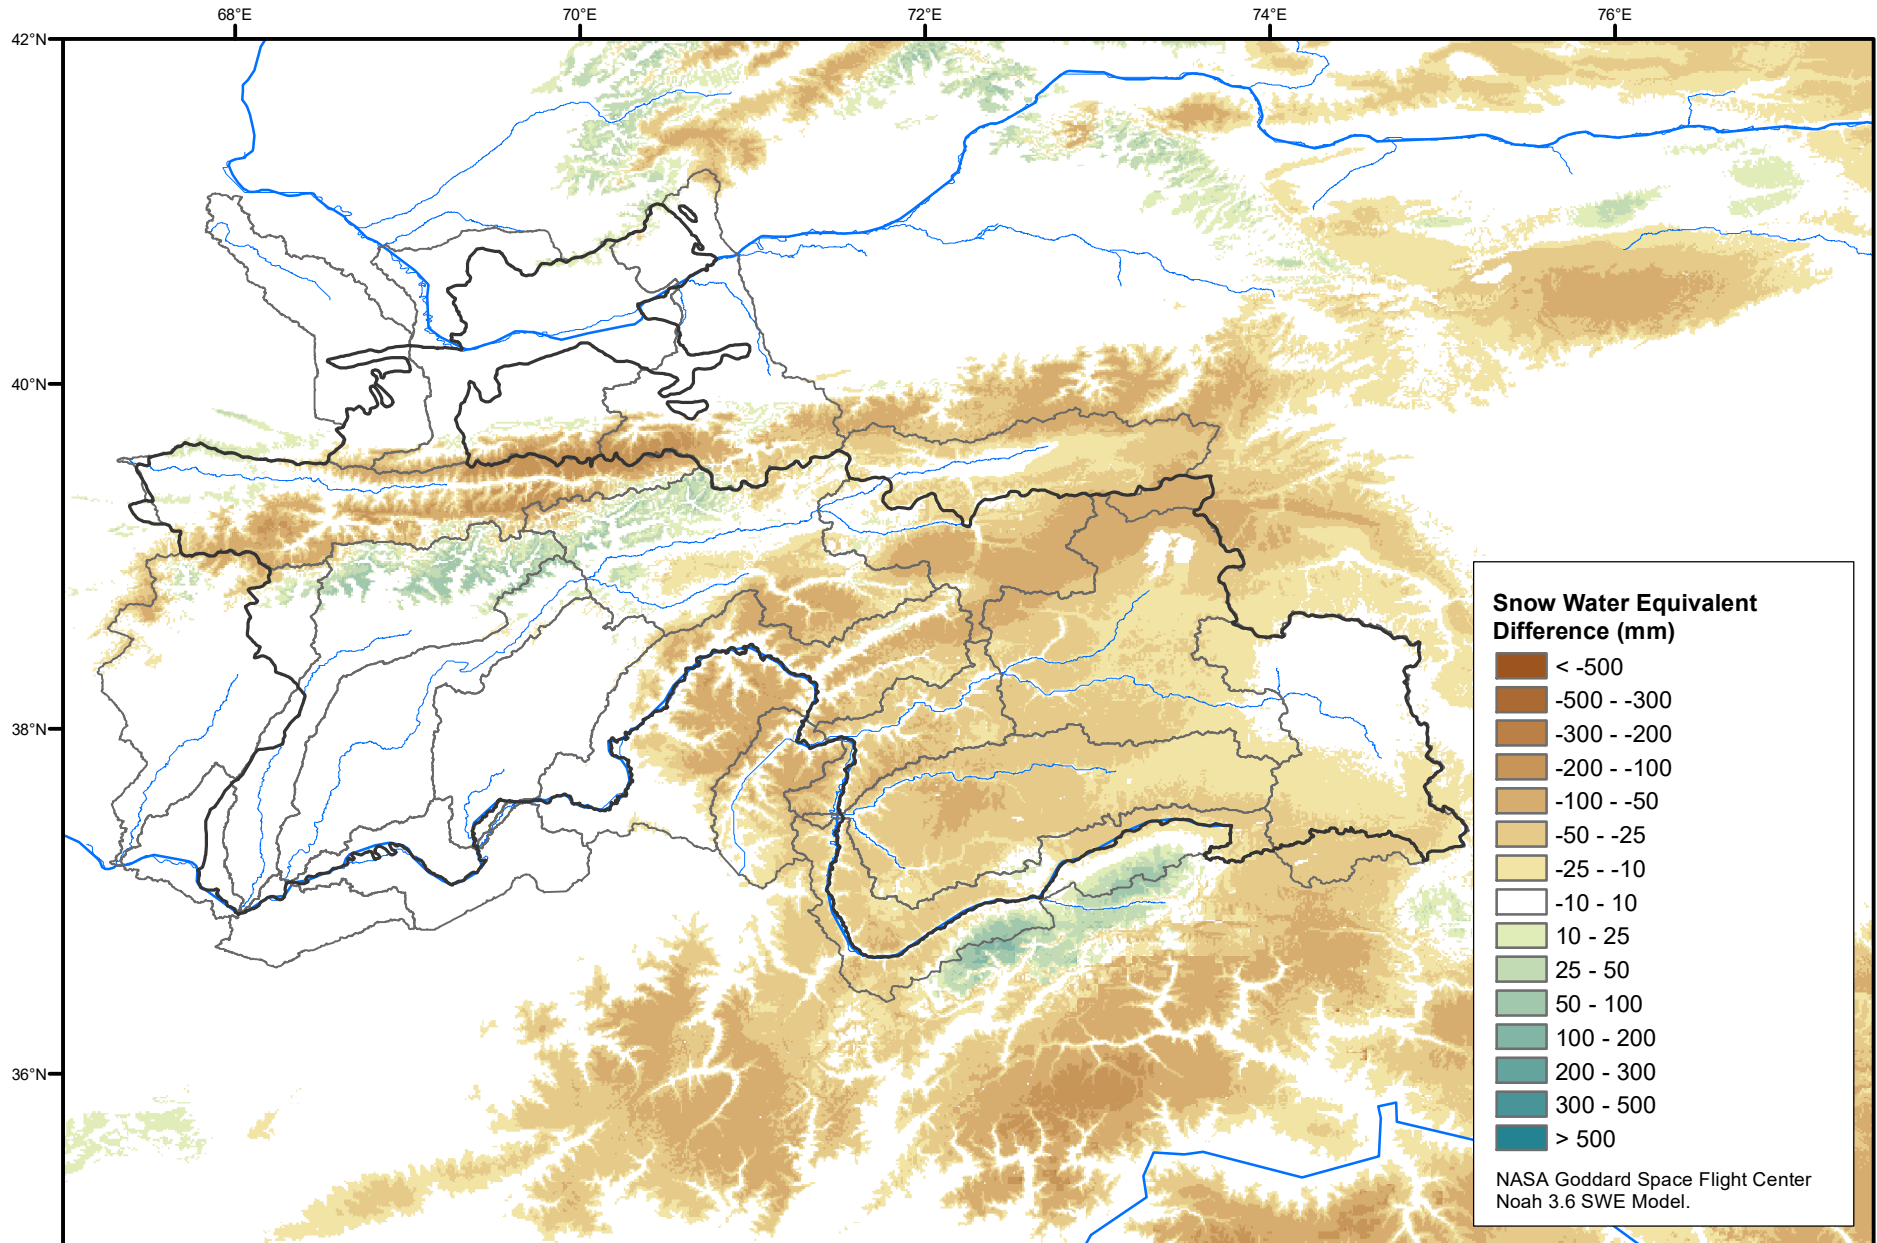 68°E 70°E 72°E 74°E 76°E
42°N
40°N
38°N
36°N
Snow Water Equivalent
Difference (mm)
< -500
-500 - -300
-300 - -200
-200 - -100
-100 - -50
-50 - -25
-25 - -10
-10 - 10
10 - 25
25 - 50
50 - 100
100 - 200
200 - 300
300 - 500
> 500
NASA Goddard Space Flight Center
Noah 3.6 SWE Model.